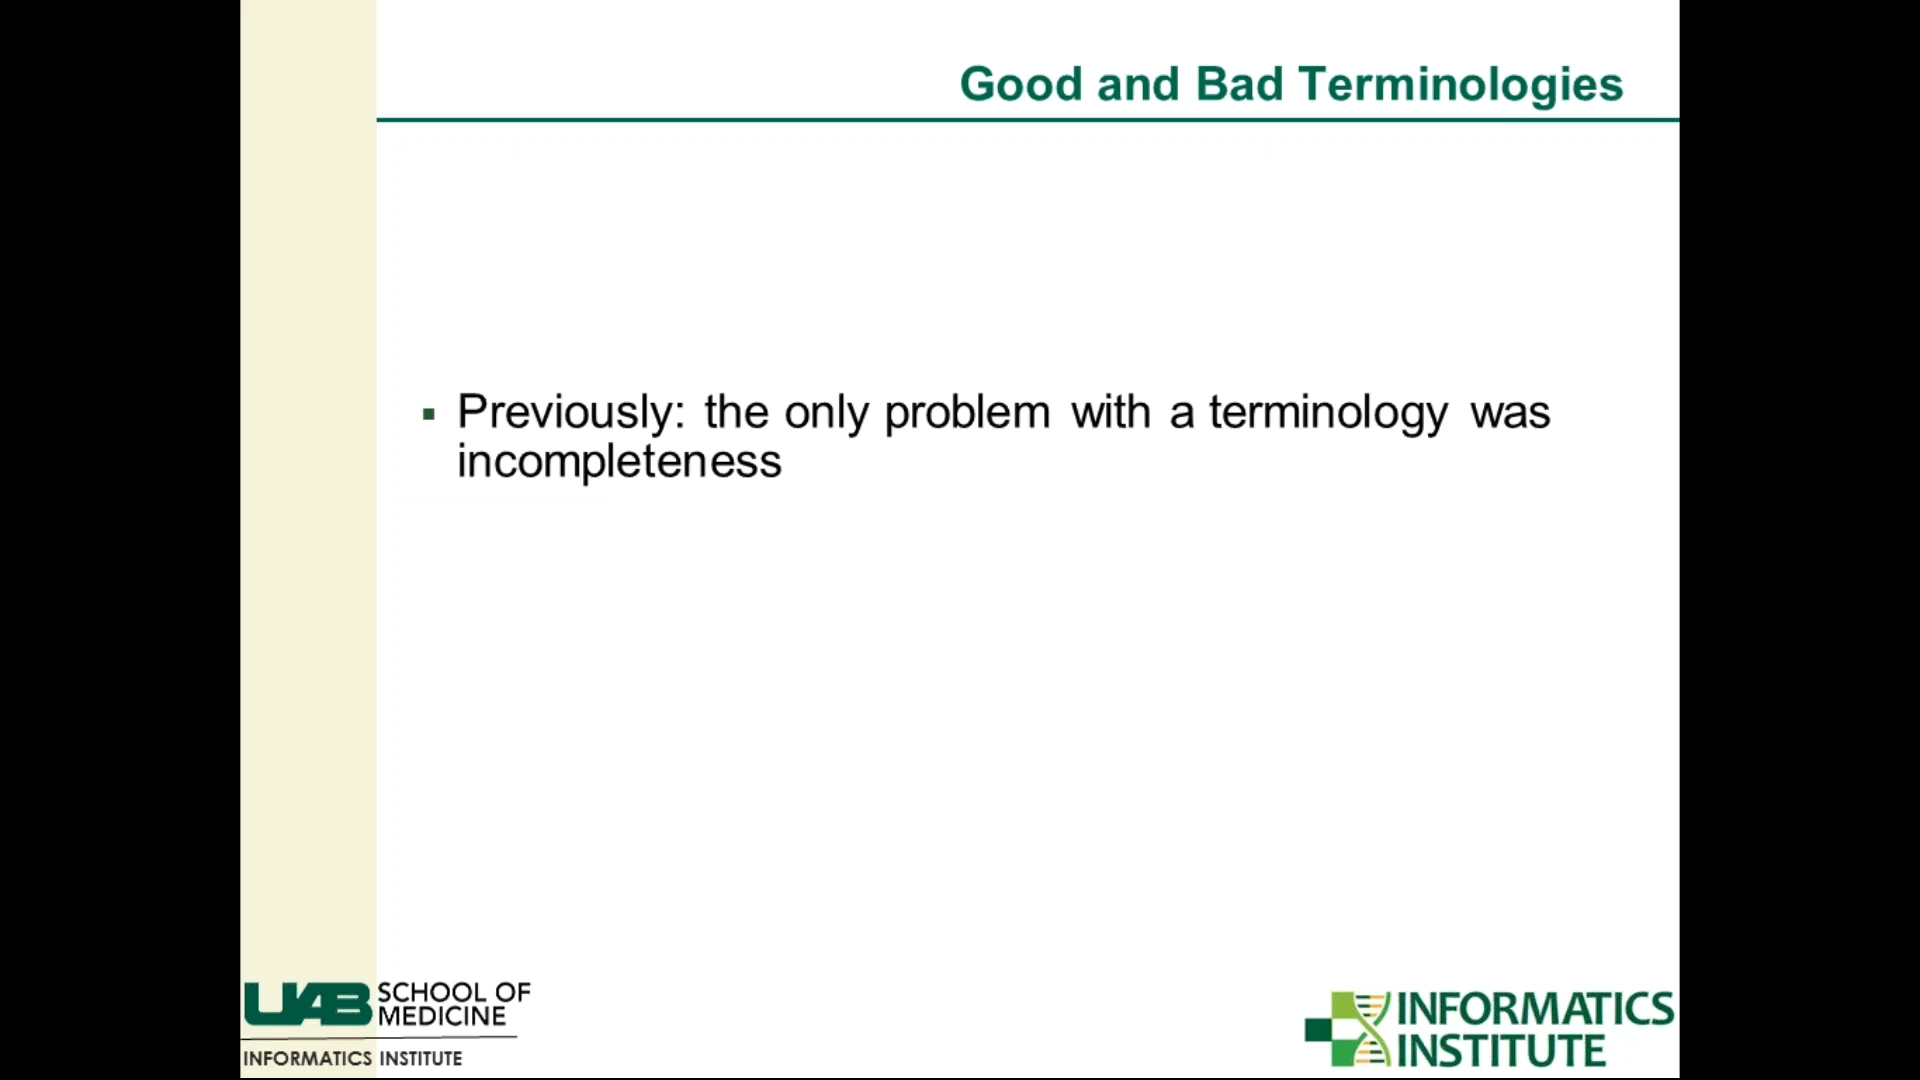 Good and Bad Terminologies
▪ Previously: the only problem with a terminology was
incompleteness
UAB SCHOOL OF
MEDICINE
INFORMATICS INSTITUTE
INFORMATICS
INSTITUTE